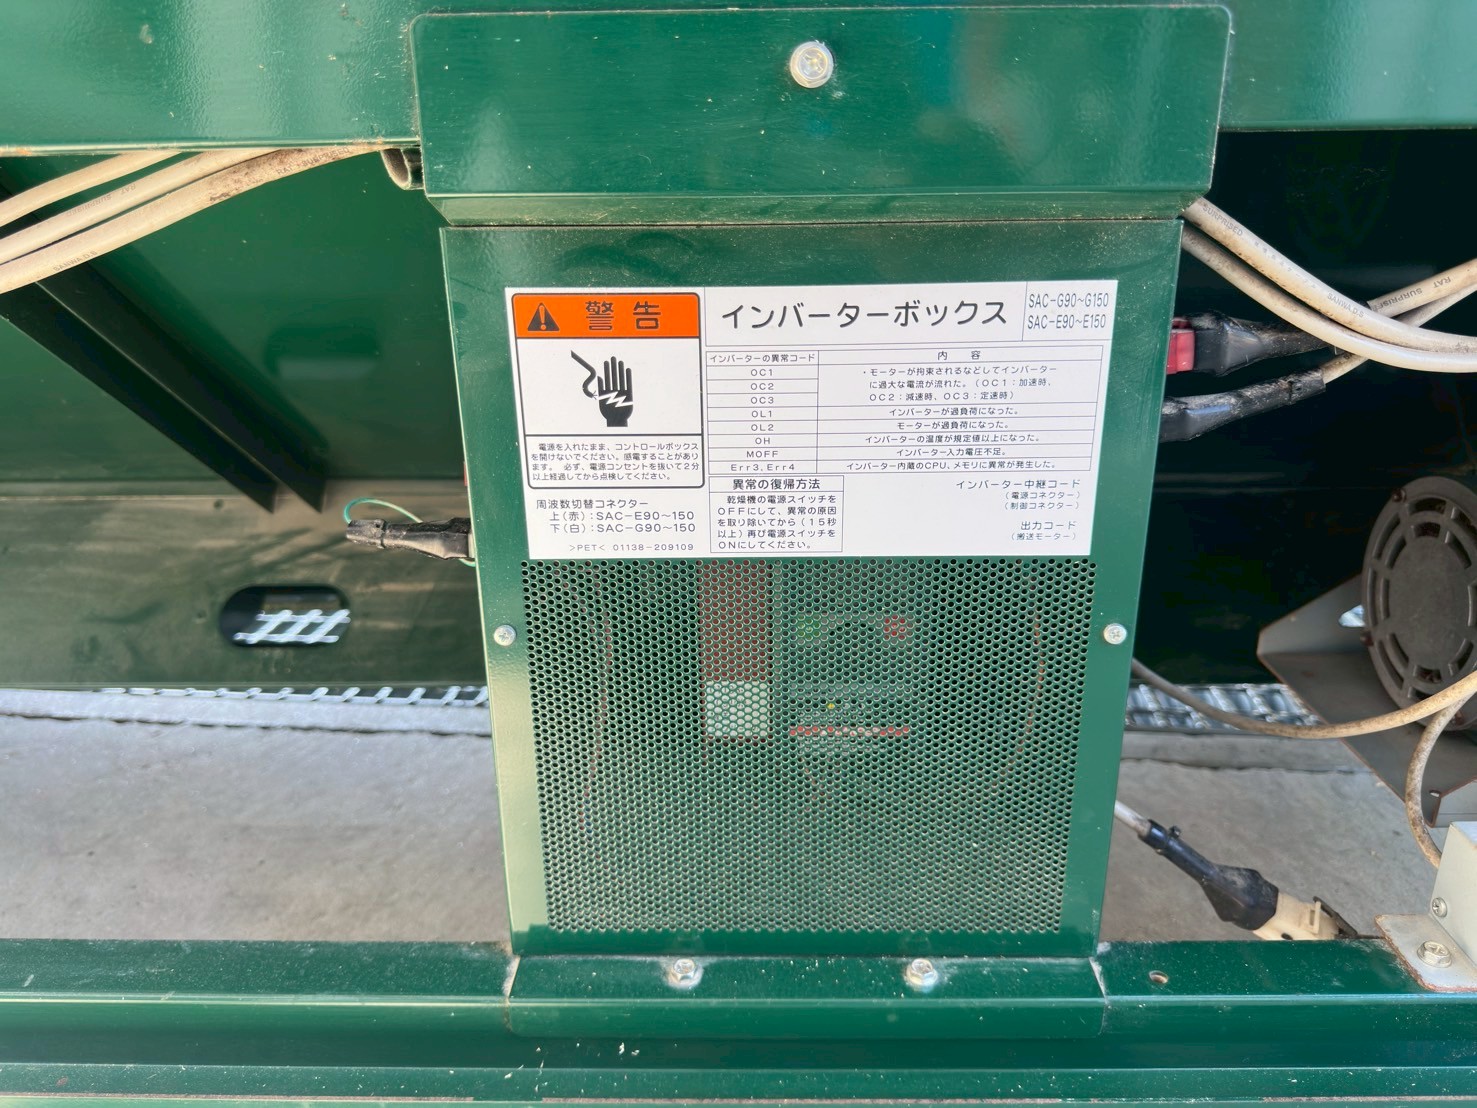 警告
電源を入れたまま、コントロールボックス
を開けないでください。感電することがあり
ます。 必ず、電源コンセントを抜いて2分
以上経過してから点検してください。
周波数切替コネクター
上(赤):SAC-E90~150
下(白):SAC-G90~150
>PET< 01138-209109
インバーターボックス
SAC-G90~G150
SAC-E90~E150
インバーターの異常コード 内 容
OC1
OC2
OC3
・モーターが拘束されるなどしてインバーター
に過大な電流が流れた。(OC1:加速時、
OC2:減速時、OC3:定速時)
OL1 インバーターが過負荷になった。
OL2 モーターが過負荷になった。
OH インバーターの温度が規定値以上になった。
MOFF インバーター入力電圧不足。
Err3,Err4 インバーター内蔵のCPU、メモリに異常が発生した。
異常の復帰方法
乾燥機の電源スイッチを
OFFにして、異常の原因
を取り除いてから(15秒
以上)再び電源スイッチを
ONにしてください。
インバーター中継コード
(電源コネクター)
(制御コネクター)
出力コード
(搬送モーター)
RAT SURPRISE